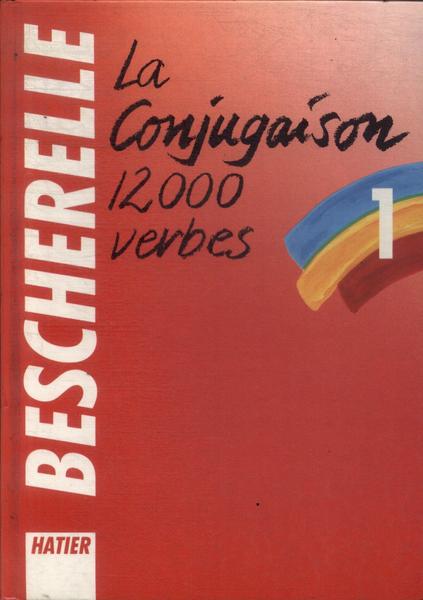 BESCHERELLE
La
Conjugaison
12000
verbes
1
HATIER